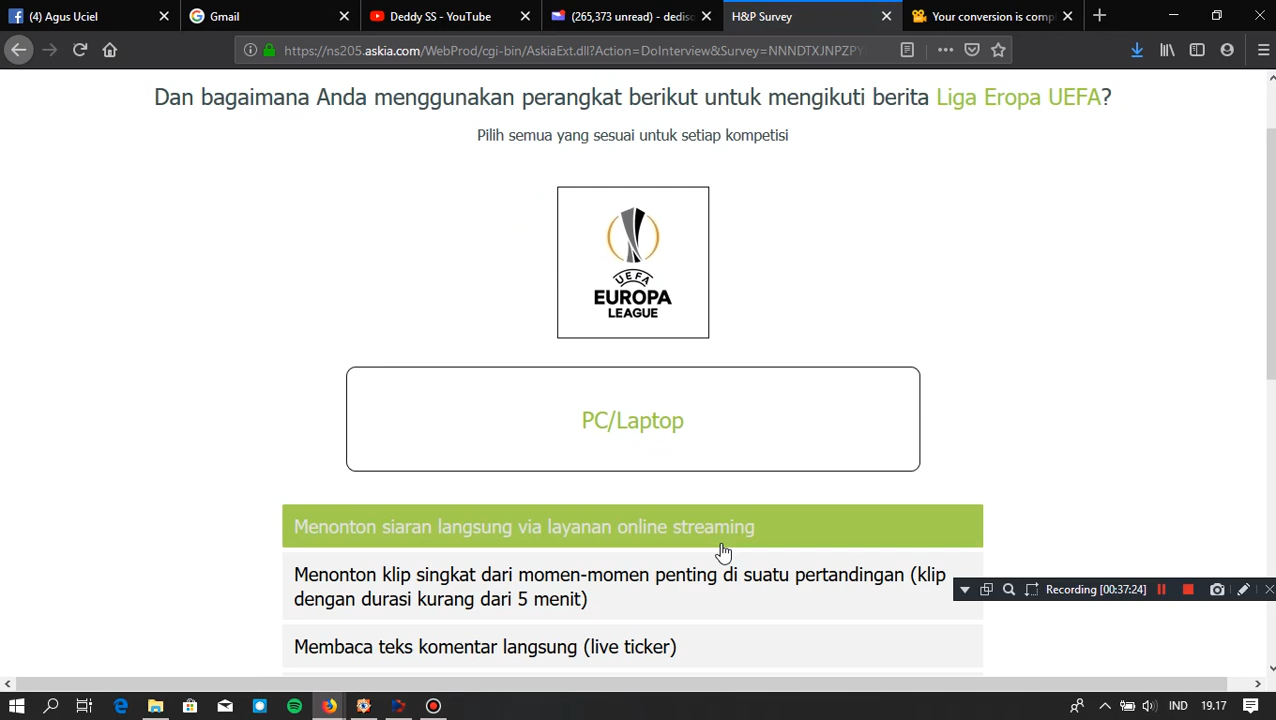 (4) Agus Uciel
Gmail
Deddy SS - YouTube
(265,373 unread) - dediso
H&P Survey
Your conversion is comp
https://ns205.askia.com/WebProd/cgi-bin/AskiaExt.dll?Action=DoInterview&Survey=NNNDTXJNPZPY
Dan bagaimana Anda menggunakan perangkat berikut untuk mengikuti berita Liga Eropa UEFA?
Pilih semua yang sesuai untuk setiap kompetisi
UEFA
EUROPA
LEAGUE
PC/Laptop
Menonton siaran langsung via layanan online streaming
Menonton klip singkat dari momen-momen penting di suatu pertandingan (klip
dengan durasi kurang dari 5 menit)
Recording [00:37:24]
Membaca teks komentar langsung (live ticker)
IND
19.17